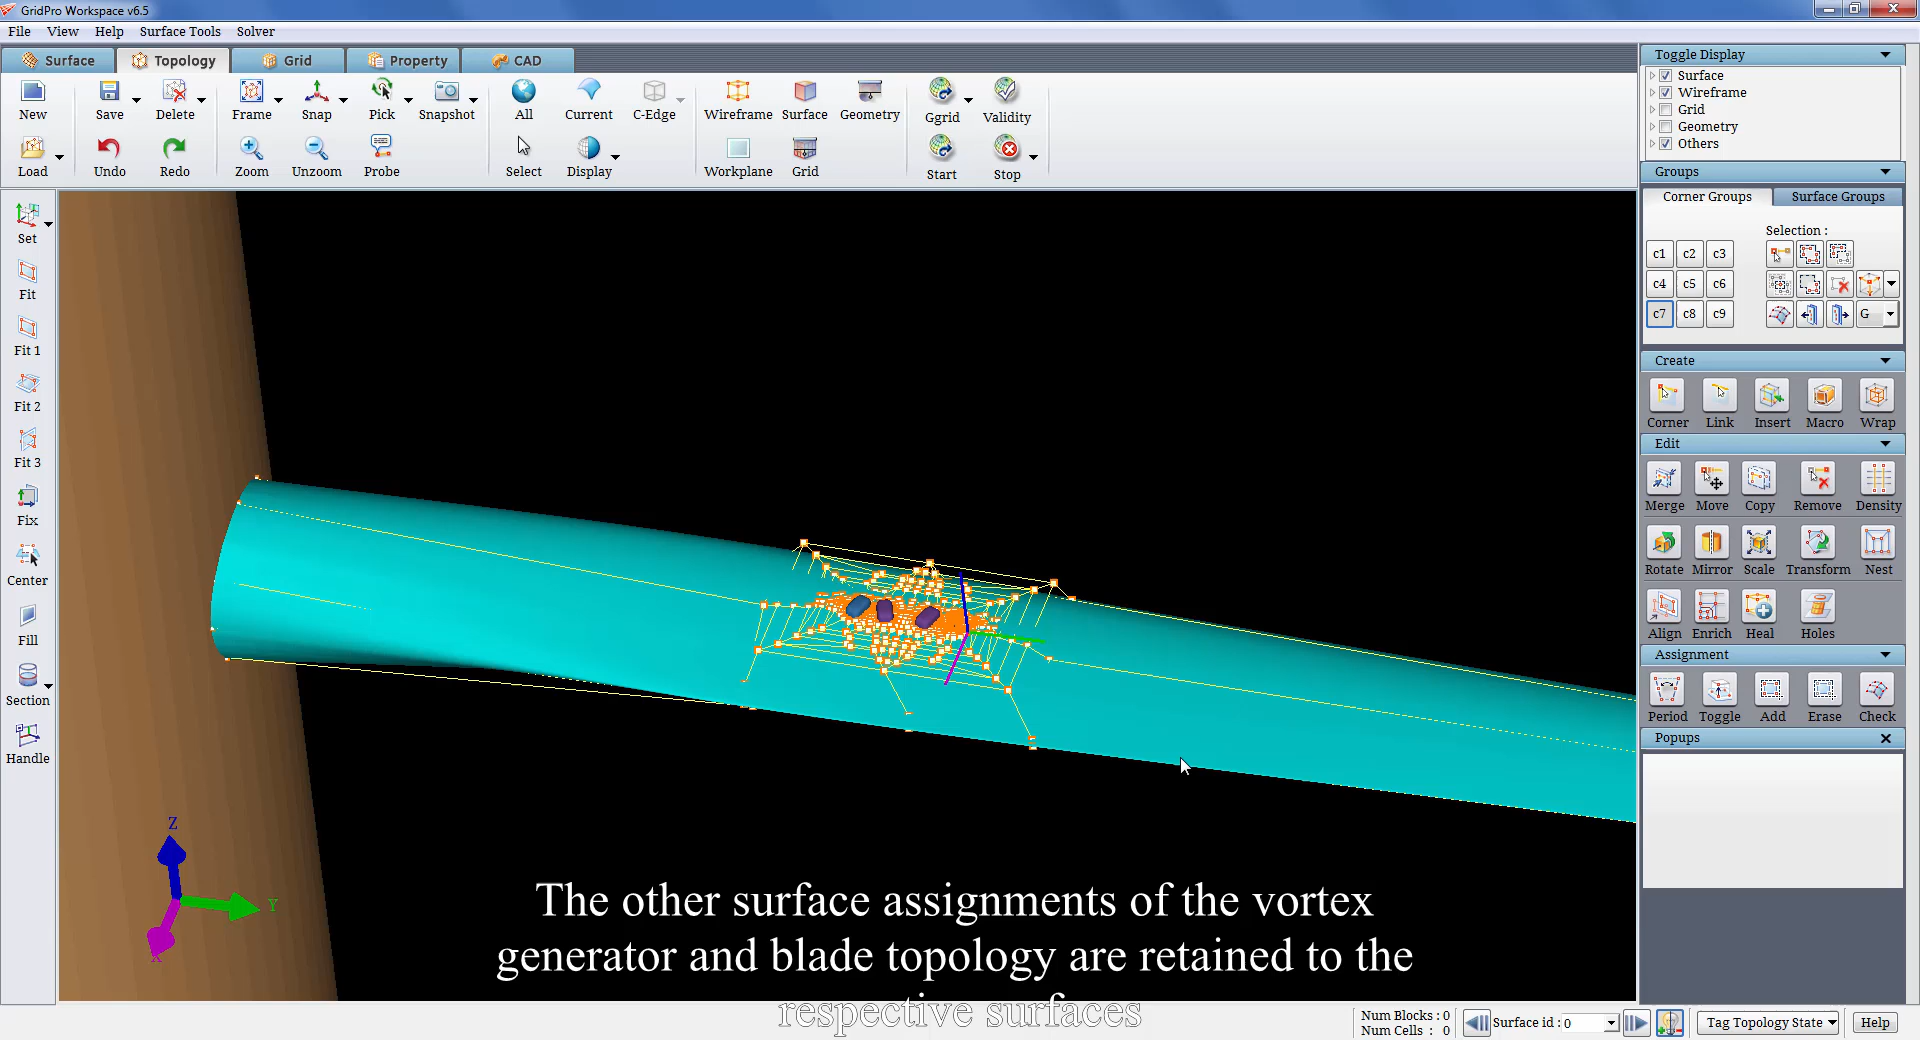 GridPro Workspace v6.5
File View Help Surface Tools Solver
Surface Topology Grid Property CAD
New Save Delete Frame Snap Pick Snapshot All Current C-Edge Wireframe Surface Geometry Ggrid Validity
Load Undo Redo Zoom Unzoom Probe Select Display Workplane Grid Start Stop
Set
Fit
Fit 1
Fit 2
Fit 3
Fix
Center
Fill
Section
Handle
Z
Y
X
The other surface assignments of the vortex
generator and blade topology are retained to the
respective surfaces
Toggle Display
Surface
Wireframe
Grid
Geometry
Others
Groups
Corner Groups Surface Groups
Selection :
c1 c2 c3
c4 c5 c6
c7 c8 c9 G
Create
Corner Link Insert Macro Wrap
Edit
Merge Move Copy Remove Density
Rotate Mirror Scale Transform Nest
Align Enrich Heal Holes
Assignment
Period Toggle Add Erase Check
Popups
Num Blocks : 0
Num Cells : 0
Surface id : 0
Tag Topology State
Help